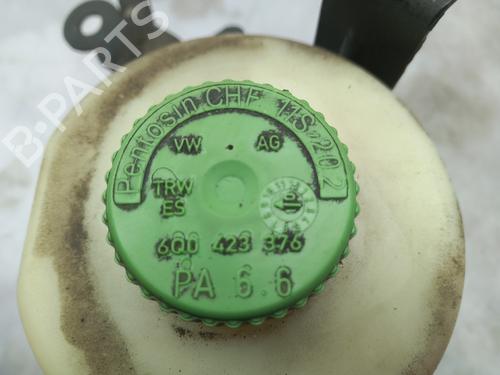 Pentosin CHF 11S-202
VW AG
TRW
ES
6Q0 423 376
PA 6.6
B-PARTS